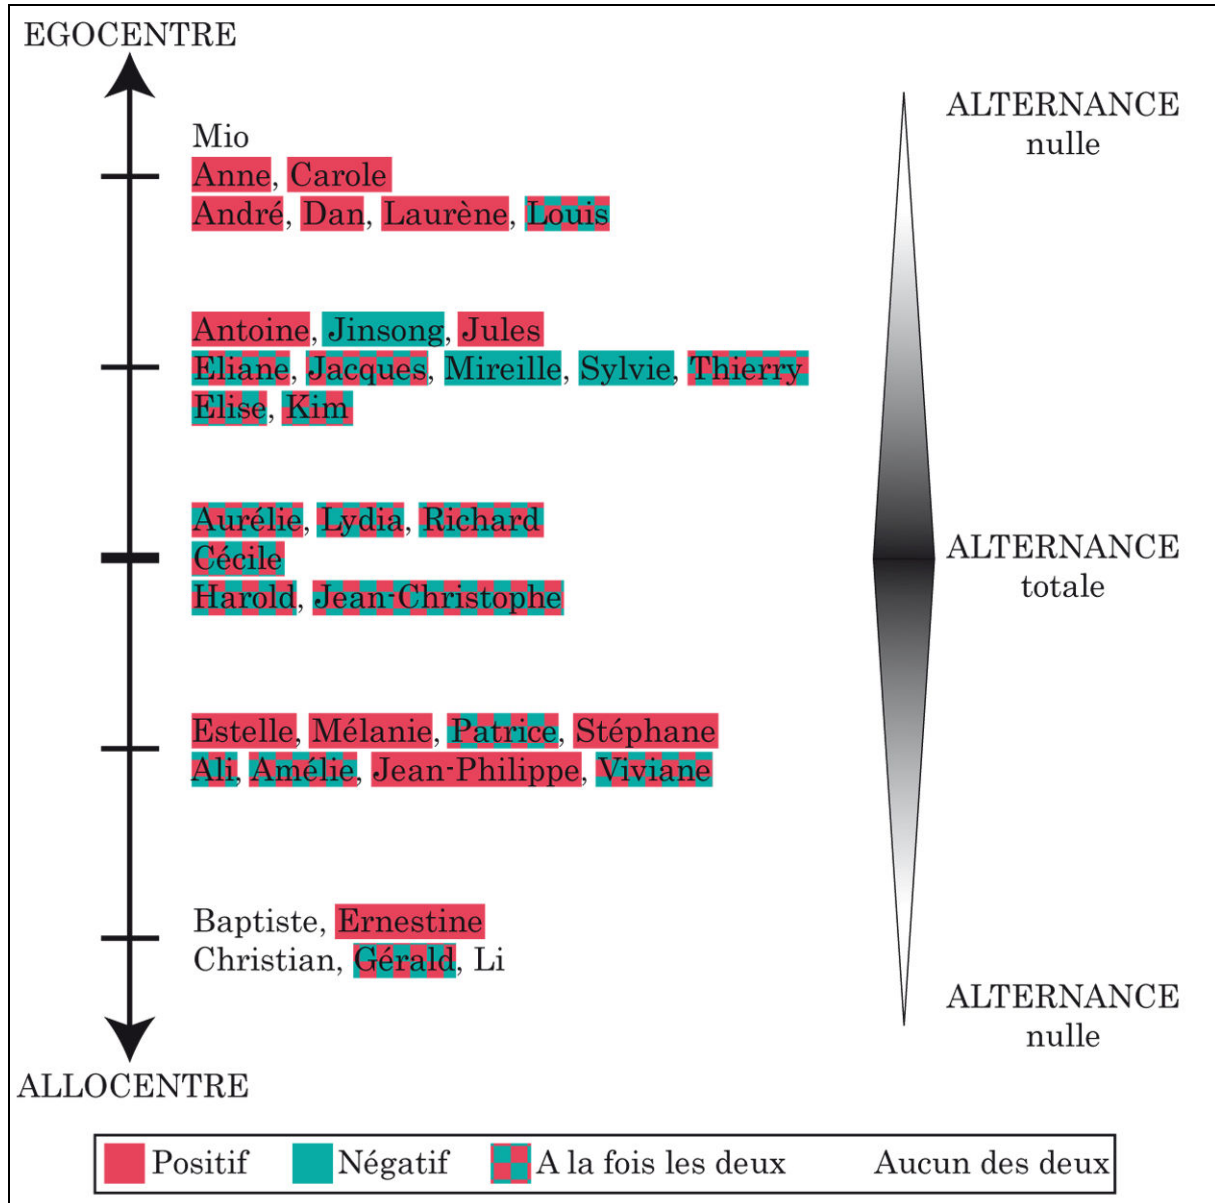 EGOCENTRE
ALTERNANCE
nulle
Mio
Anne, Carole
André, Dan, Laurène, Louis
Antoine, Jinsong, Jules
Eliane, Jacques, Mireille, Sylvie, Thierry
Elise, Kim
Aurélie, Lydia, Richard
Cécile
Harold, Jean-Christophe
ALTERNANCE
totale
Estelle, Mélanie, Patrice, Stéphane
Ali, Amélie, Jean-Philippe, Viviane
Baptiste, Ernestine
Christian, Gérald, Li
ALTERNANCE
nulle
ALLOCENTRE
Positif Négatif A la fois les deux Aucun des deux